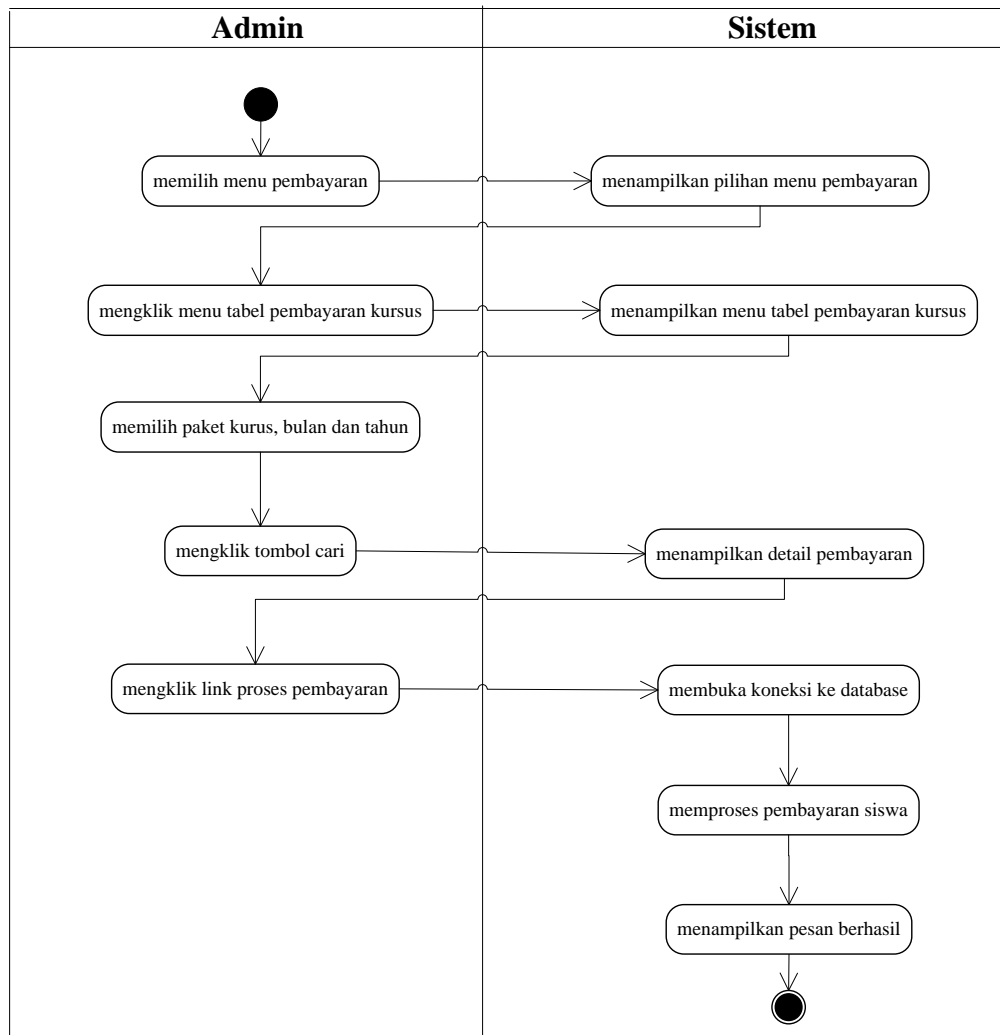 Admin
Sistem
memilih menu pembayaran
menampilkan pilihan menu pembayaran
mengklik menu tabel pembayaran kursus
menampilkan menu tabel pembayaran kursus
memilih paket kurus, bulan dan tahun
mengklik tombol cari
menampilkan detail pembayaran
mengklik link proses pembayaran
membuka koneksi ke database
memproses pembayaran siswa
menampilkan pesan berhasil